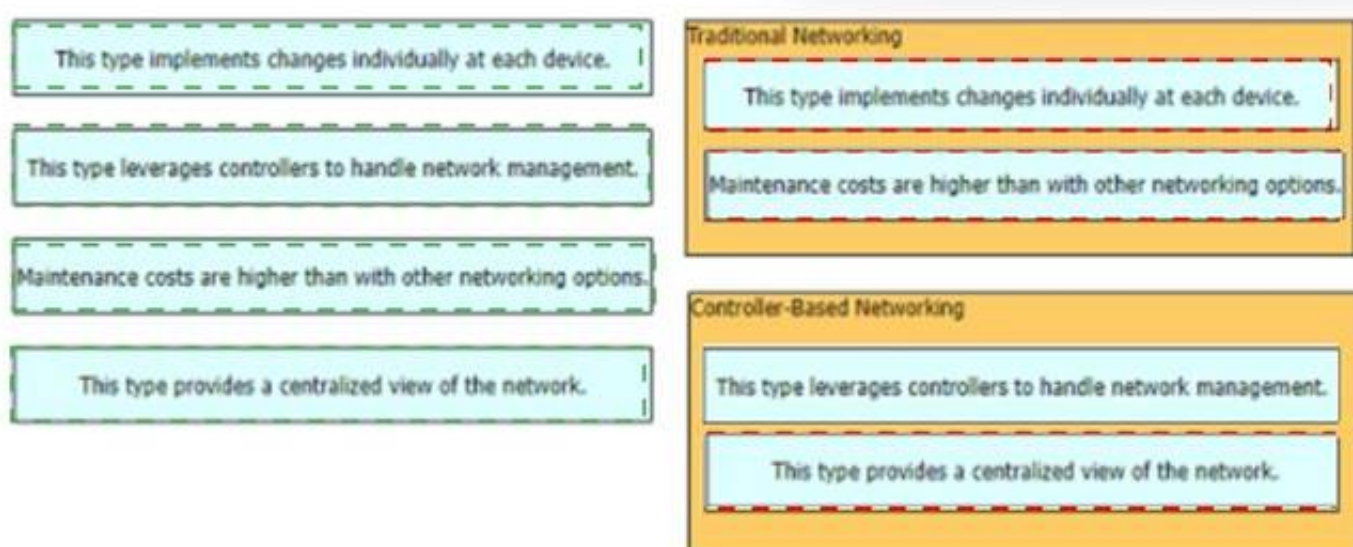 This type implements changes individually at each device.
This type leverages controllers to handle network management.
Maintenance costs are higher than with other networking options.
This type provides a centralized view of the network.
Traditional Networking
This type implements changes individually at each device.
Maintenance costs are higher than with other networking options.
Controller-Based Networking
This type leverages controllers to handle network management.
This type provides a centralized view of the network.